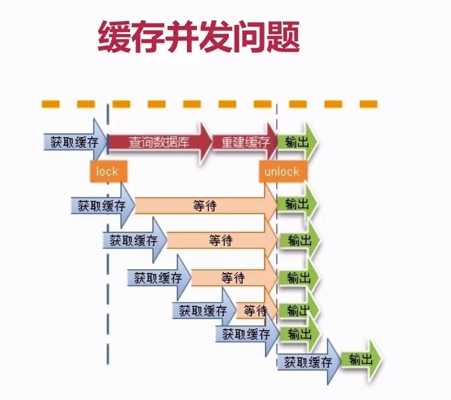 缓存并发问题
获取缓存 查询数据库 重建缓存 输出
lock unlock
获取缓存 等待 输出
获取缓存 等待 输出
获取缓存 等待 输出
获取缓存 等待 输出
获取缓存 输出
获取缓存 输出